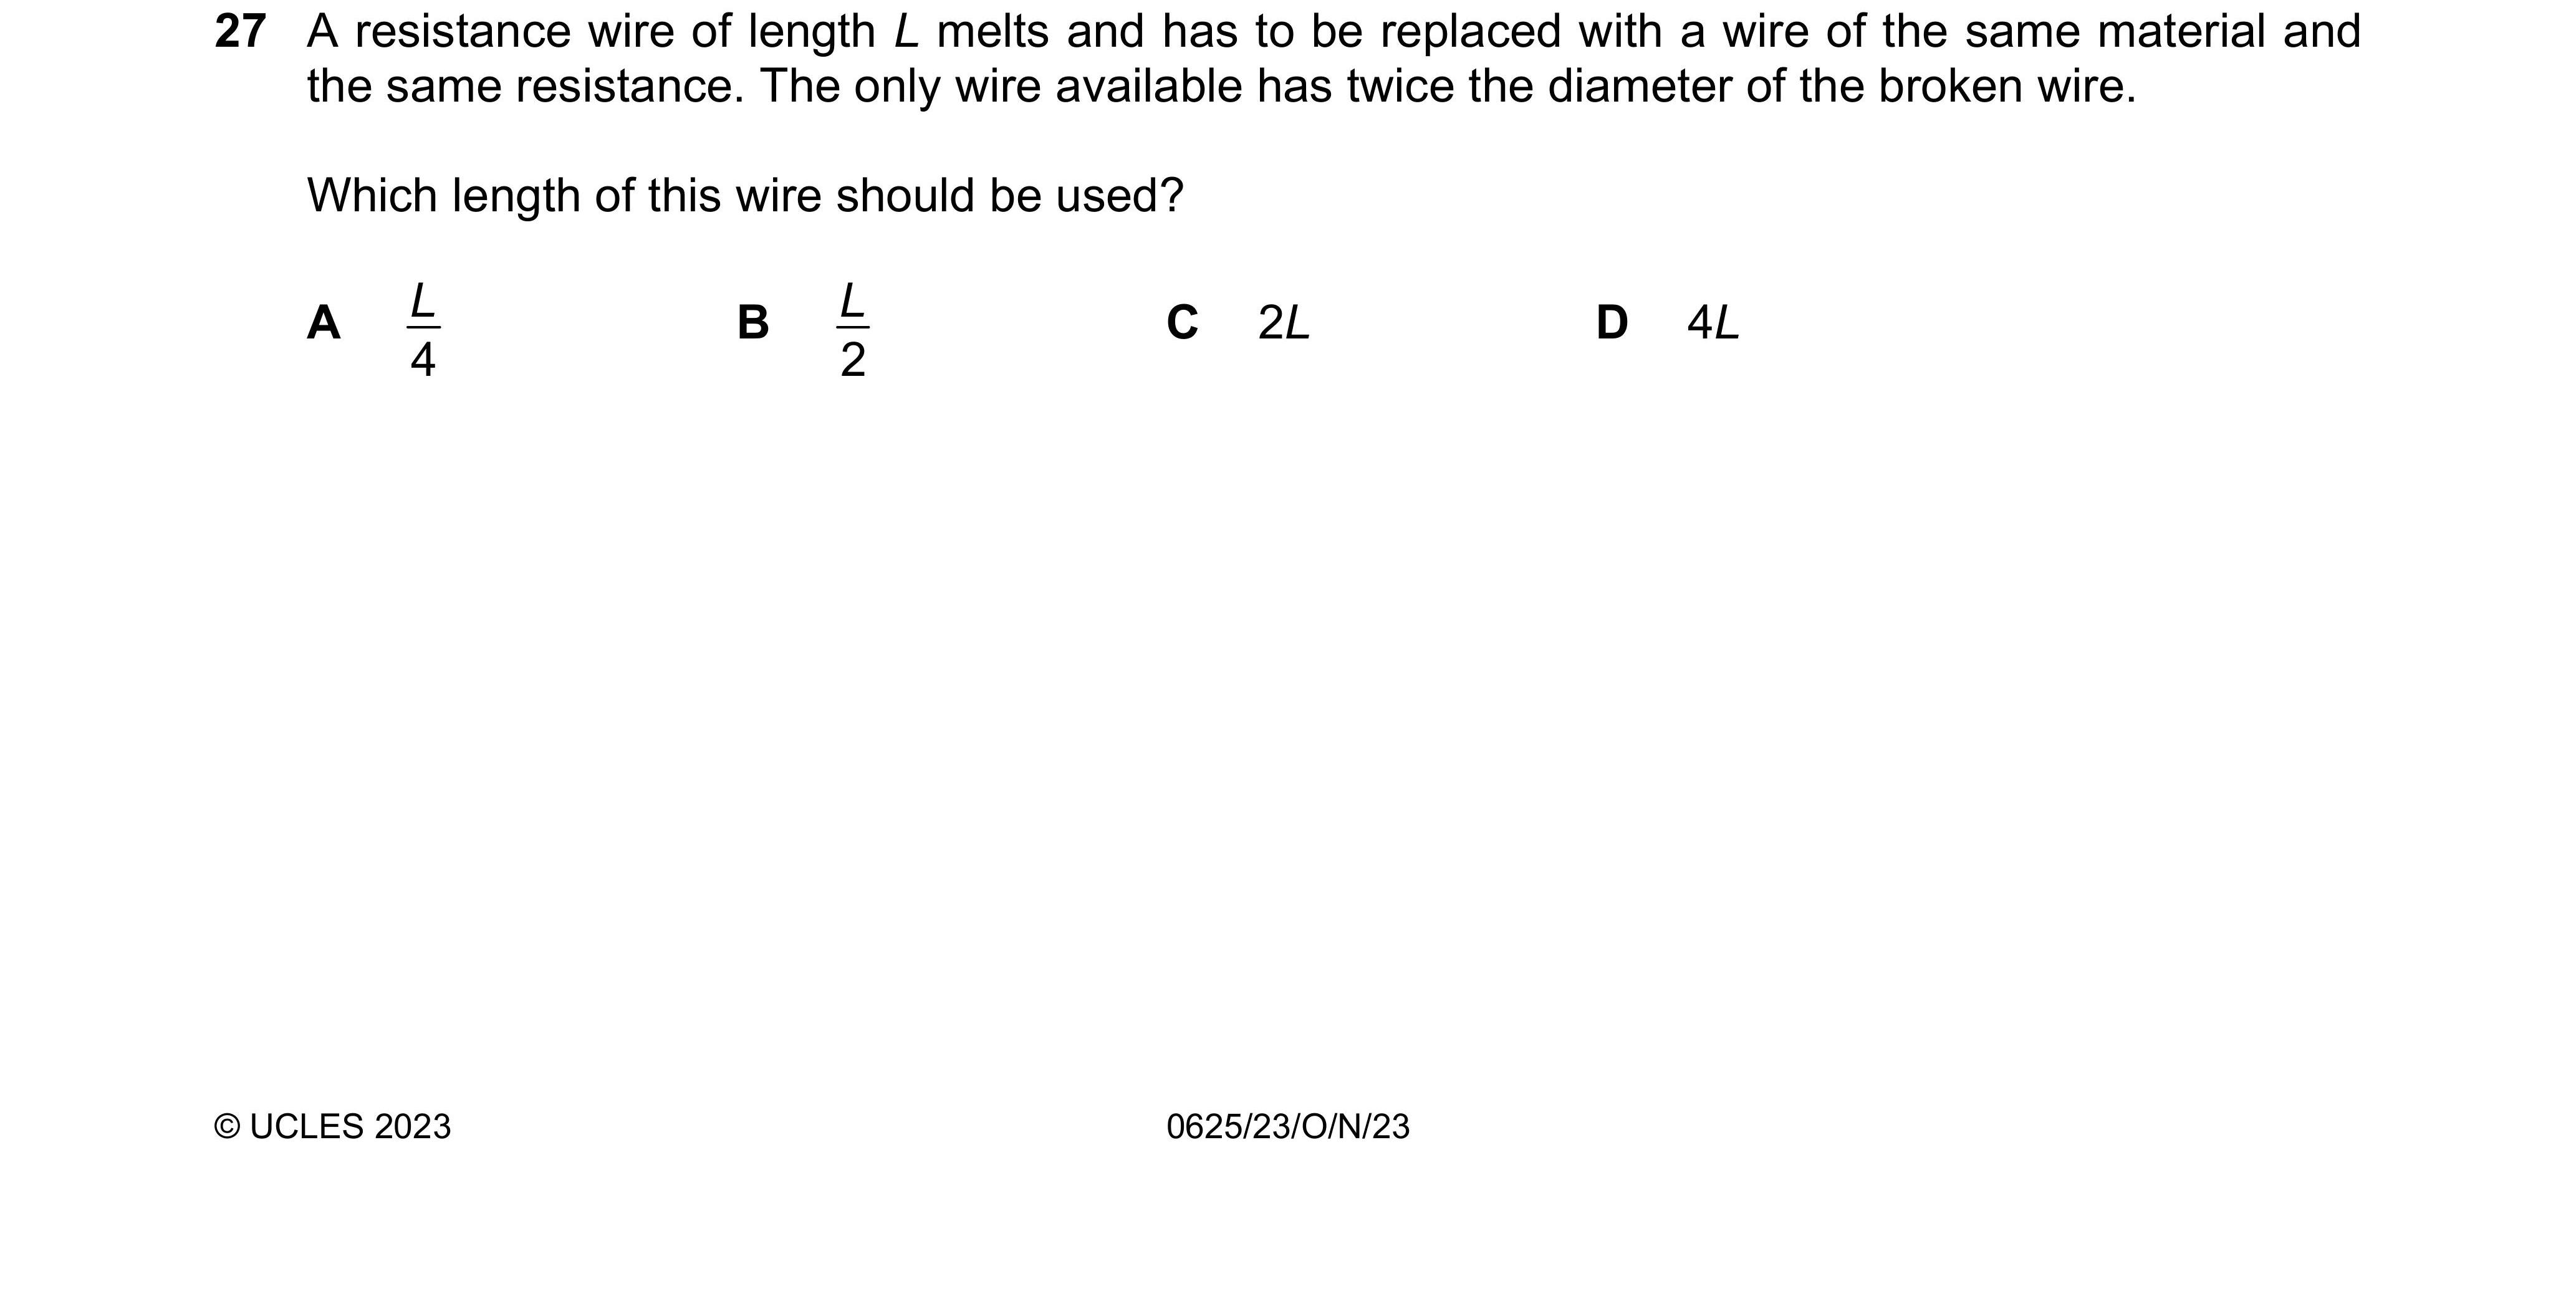 27 A resistance wire of length L melts and has to be replaced with a wire of the same material and
the same resistance. The only wire available has twice the diameter of the broken wire.
Which length of this wire should be used?
A L/4 B L/2 C 2L D 4L
© UCLES 2023 0625/23/O/N/23